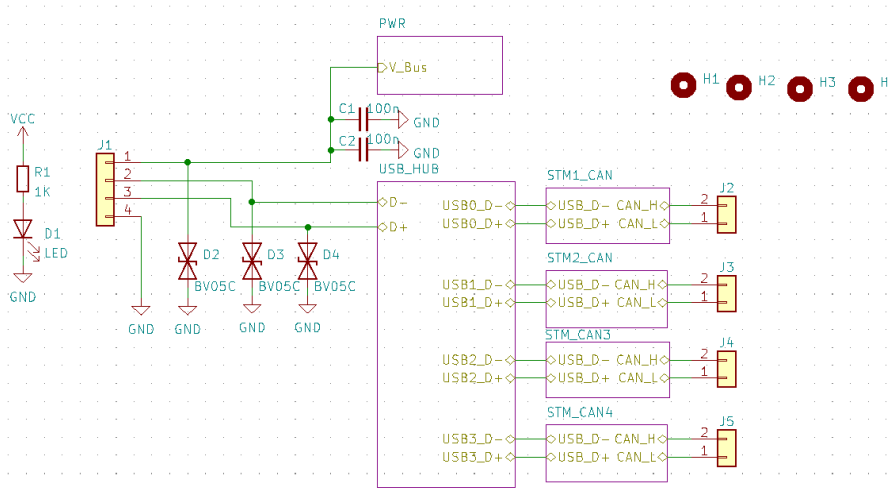 PWR
V_Bus
H1
H2
H3
H
C1 100n
GND
C2 100n
GND
VCC
R1
1K
D1
LED
GND
J1
1
2
3
4
GND
D2
BV05C
GND
D3
BV05C
GND
D4
BV05C
GND
USB_HUB
D-
D+
USB0_D-
USB0_D+
USB1_D-
USB1_D+
USB2_D-
USB2_D+
USB3_D-
USB3_D+
STM1_CAN
USB_D- CAN_H
USB_D+ CAN_L
J2
2
1
STM2_CAN
USB_D- CAN_H
USB_D+ CAN_L
J3
2
1
STM_CAN3
USB_D- CAN_H
USB_D+ CAN_L
J4
2
1
STM_CAN4
USB_D- CAN_H
USB_D+ CAN_L
J5
2
1